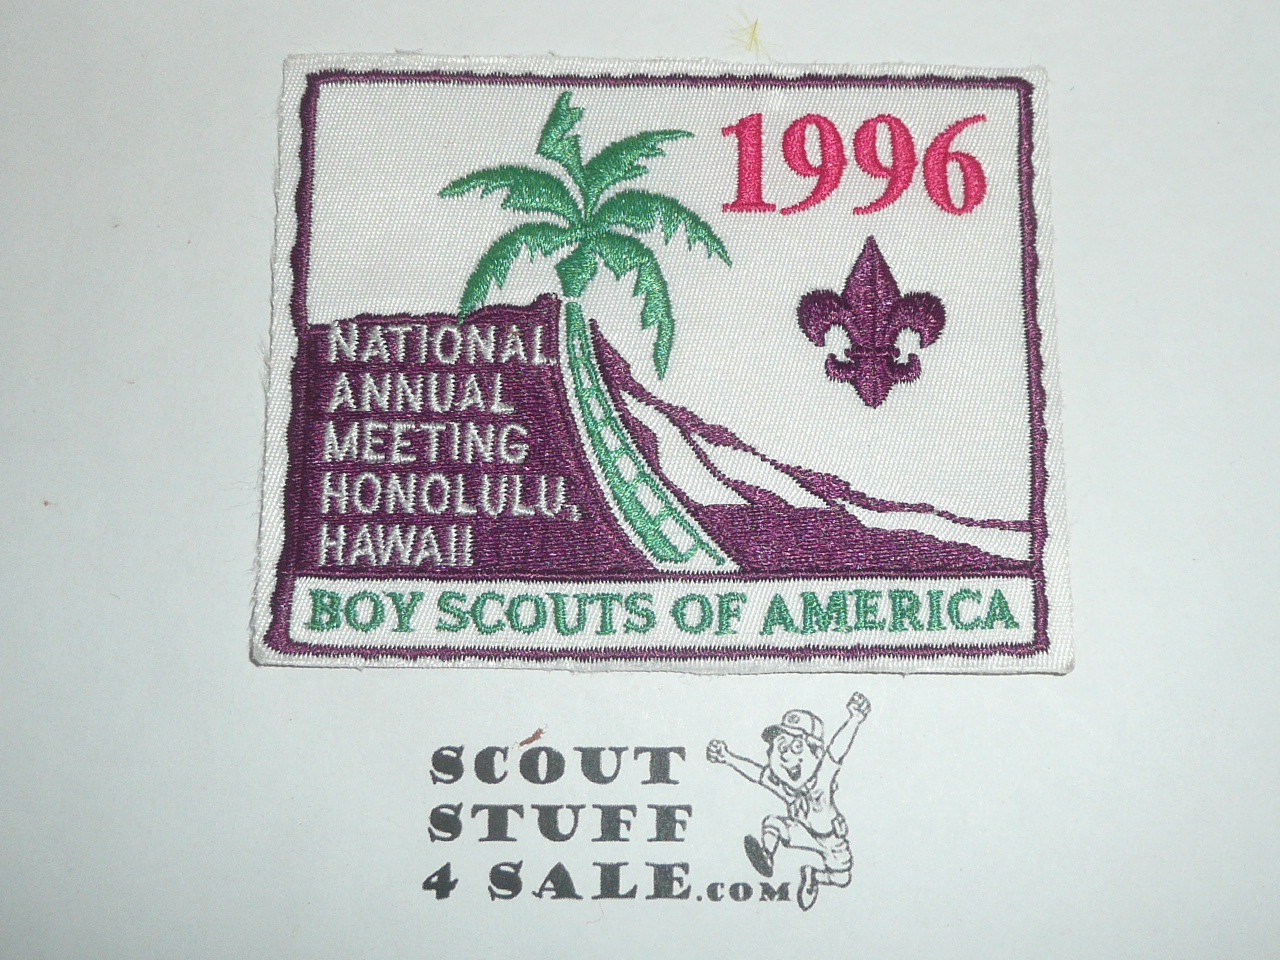 1996
NATIONAL
ANNUAL
MEETING
HONOLULU,
HAWAII
BOY SCOUTS OF AMERICA
SCOUT
STUFF
4 SALE.COM